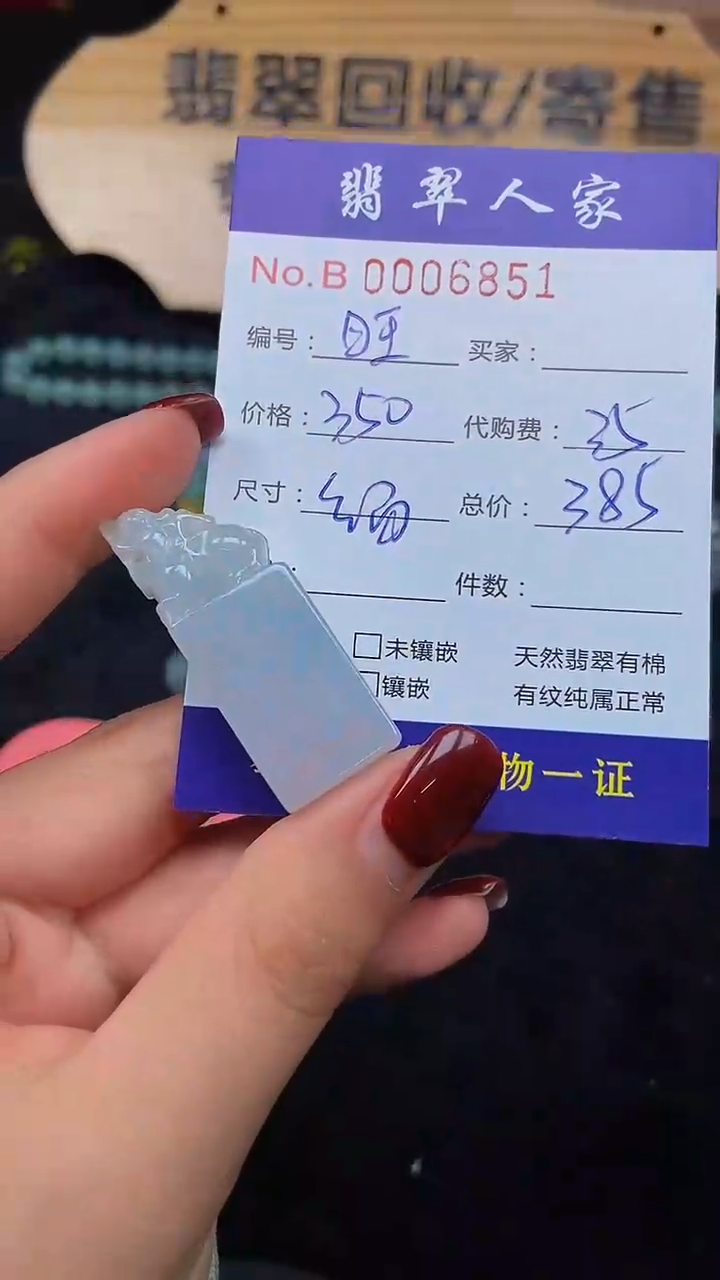 翡翠回收/寄售
翡翠人家
No.B 0006851
编号：旺 买家：
价格：350 代购费：35
尺寸： 总价：385
件数：
未镶嵌 天然翡翠有棉
镶嵌 有纹纯属正常
物一证